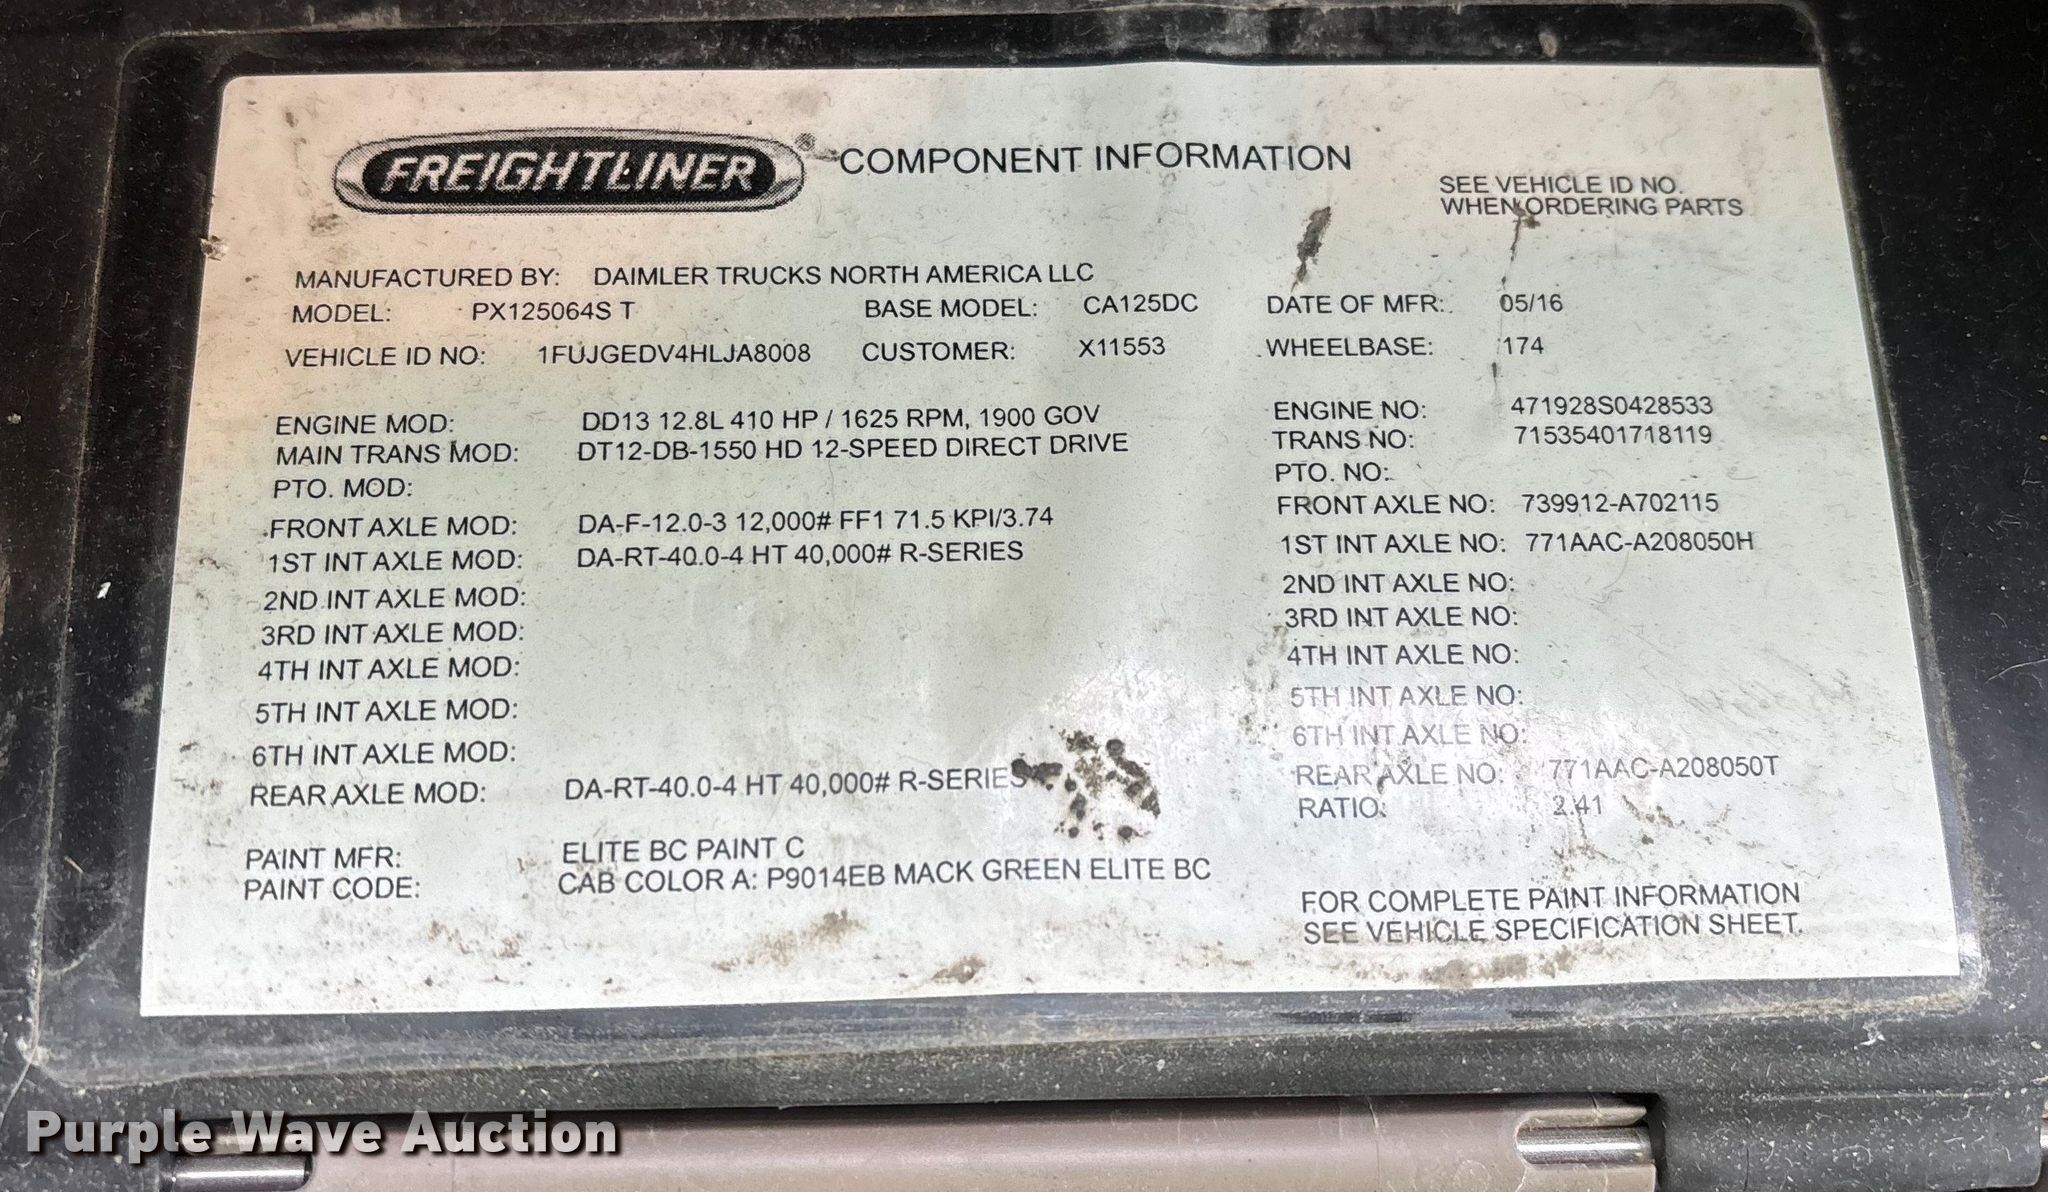 FREIGHTLINER® COMPONENT INFORMATION
SEE VEHICLE ID NO.
WHEN ORDERING PARTS
MANUFACTURED BY: DAIMLER TRUCKS NORTH AMERICA LLC
MODEL: PX125064S T BASE MODEL: CA125DC DATE OF MFR: 05/16
VEHICLE ID NO: 1FUJGEDV4HLJA8008 CUSTOMER: X11553 WHEELBASE: 174
ENGINE MOD: DD13 12.8L 410 HP / 1625 RPM, 1900 GOV ENGINE NO: 471928S0428533
MAIN TRANS MOD: DT12-DB-1550 HD 12-SPEED DIRECT DRIVE TRANS NO: 71535401718119
PTO. MOD: PTO. NO:
FRONT AXLE MOD: DA-F-12.0-3 12,000# FF1 71.5 KPI/3.74 FRONT AXLE NO: 739912-A702115
1ST INT AXLE MOD: DA-RT-40.0-4 HT 40,000# R-SERIES 1ST INT AXLE NO: 771AAC-A208050H
2ND INT AXLE MOD: 2ND INT AXLE NO:
3RD INT AXLE MOD: 3RD INT AXLE NO:
4TH INT AXLE MOD: 4TH INT AXLE NO:
5TH INT AXLE MOD: 5TH INT AXLE NO:
6TH INT AXLE MOD: 6TH INT AXLE NO:
REAR AXLE MOD: DA-RT-40.0-4 HT 40,000# R-SERIES REAR AXLE NO: 771AAC-A208050T
RATIO: 2.41
PAINT MFR: ELITE BC PAINT C
PAINT CODE: CAB COLOR A: P9014EB MACK GREEN ELITE BC
FOR COMPLETE PAINT INFORMATION
SEE VEHICLE SPECIFICATION SHEET.
Purple Wave Auction